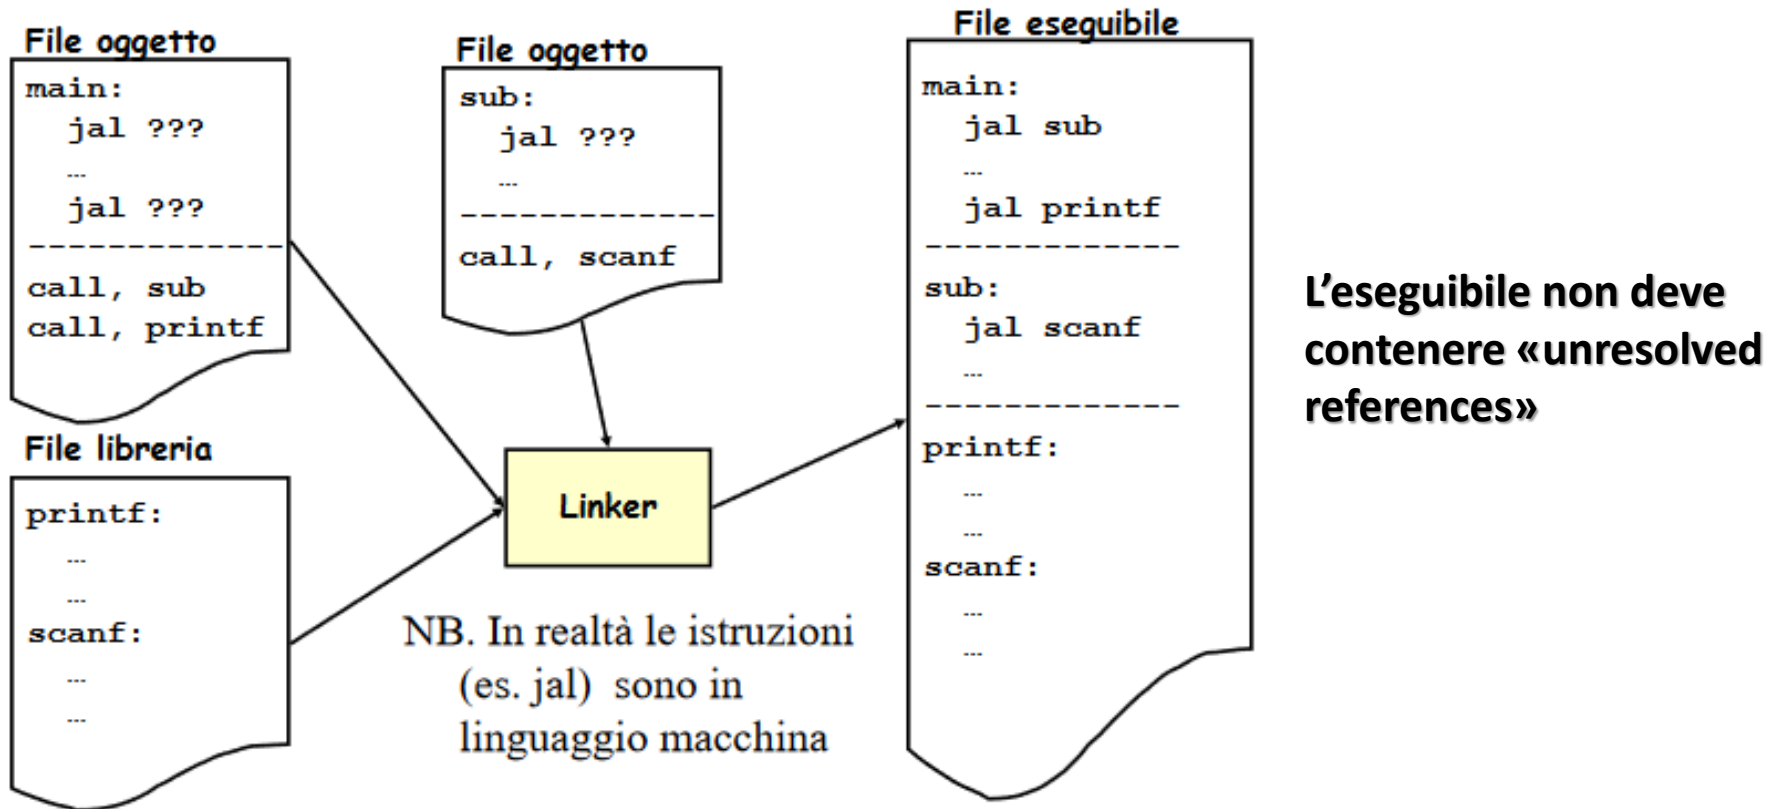 File oggetto
main:
jal ???
...
jal ???
-------------
call, sub
call, printf
File oggetto
sub:
jal ???
...
-------------
call, scanf
File libreria
printf:
...
...
scanf:
...
...
Linker
NB. In realtà le istruzioni
(es. jal) sono in
linguaggio macchina
File eseguibile
main:
jal sub
...
jal printf
-------------
sub:
jal scanf
...
-------------
printf:
...
...
scanf:
...
...
L’eseguibile non deve
contenere «unresolved
references»